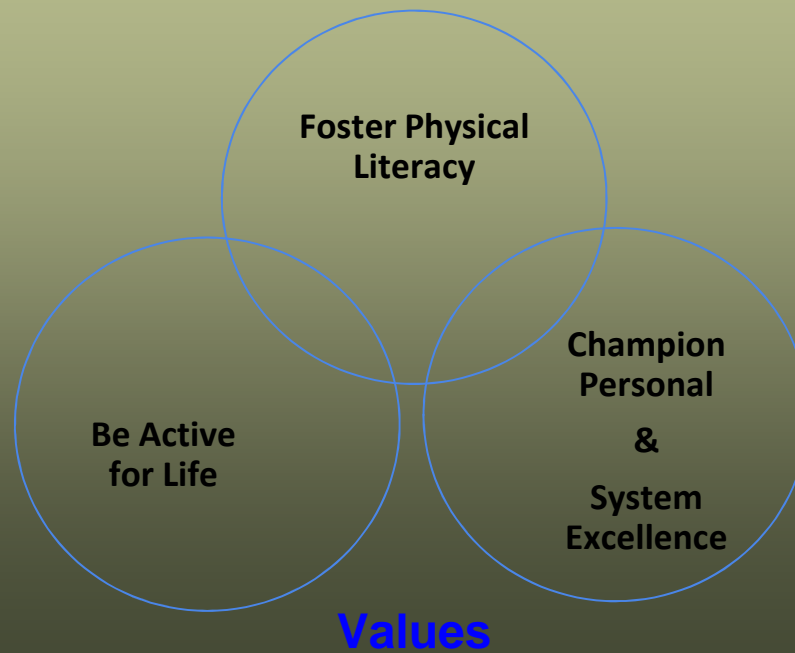 Foster Physical
Literacy
Champion
Personal
&
System
Excellence
Be Active
for Life
Values